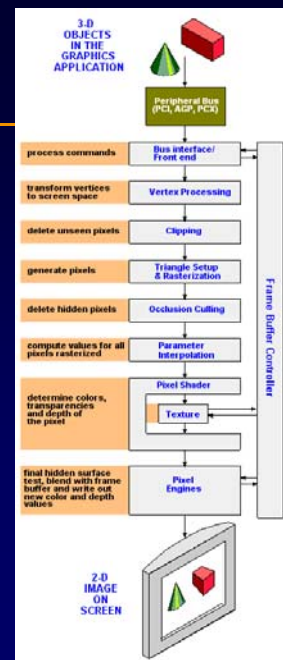 3-D
OBJECTS
IN THE
GRAPHICS
APPLICATION
Peripheral Bus
(PCI, AGP, PCX)
process commands
Bus interface/
Front end
transform vertices
to screen space
Vertex Processing
delete unseen pixels
Clipping
generate pixels
Triangle Setup
& Rasterization
delete hidden pixels
Occlusion Culling
compute values for all
pixels rasterized
Parameter
Interpolation
determine colors,
transparencies
and depth of
the pixel
Pixel Shader
Texture
final hidden surface
test, blend with frame
buffer and write out
new color and depth
values
Pixel
Engines
Frame Buffer Controller
2-D
IMAGE
ON
SCREEN